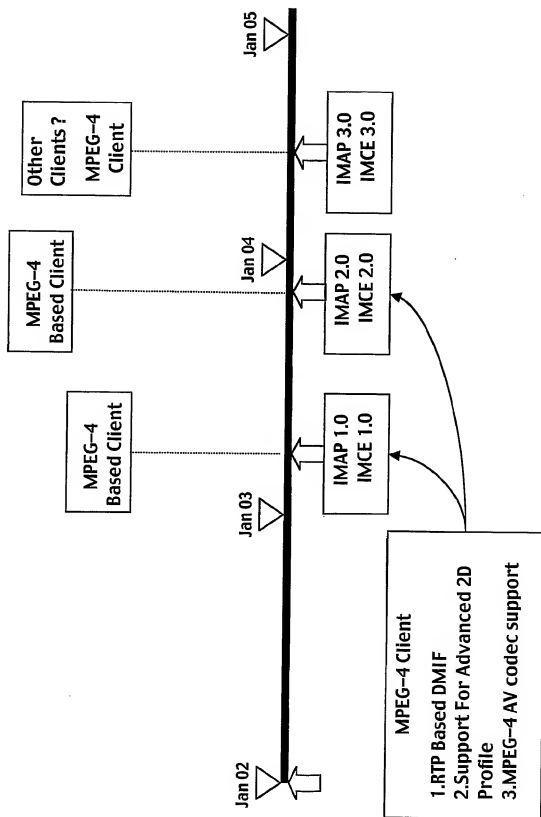 Other
Clients ?
MPEG-4
Client
MPEG-4
Based Client
MPEG-4
Based Client
Jan 02
Jan 03
Jan 04
Jan 05
IMAP 1.0
IMCE 1.0
IMAP 2.0
IMCE 2.0
IMAP 3.0
IMCE 3.0
MPEG-4 Client
1.RTP Based DMIF
2.Support For Advanced 2D
Profile
3.MPEG-4 AV codec support